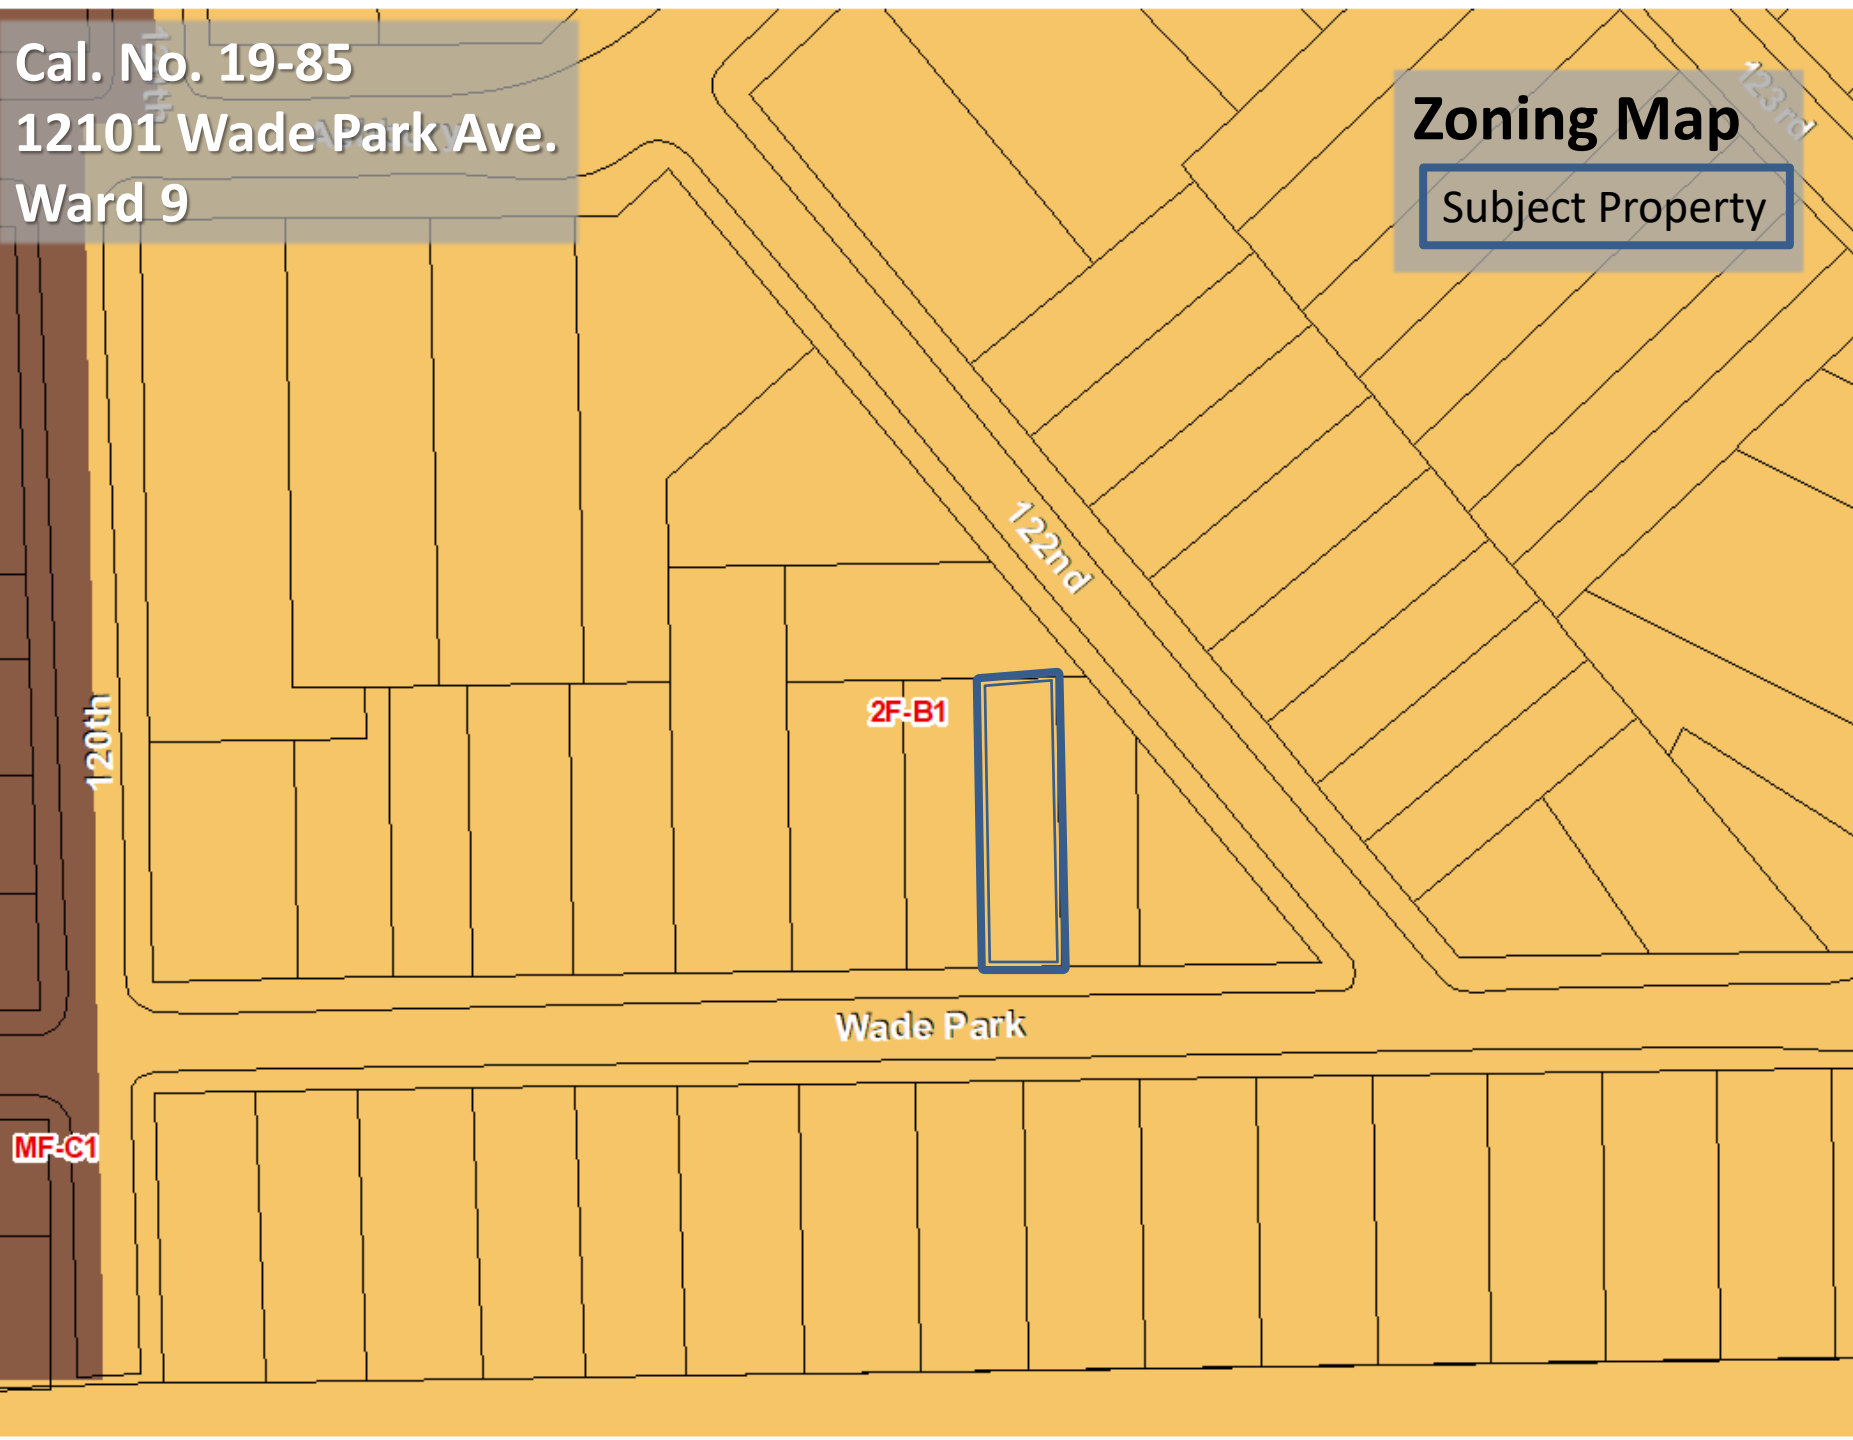 Cal. No. 19-85
12101 Wade Park Ave.
Ward 9
Zoning Map
Subject Property
123rd
122nd
2F-B1
120th
Wade Park
MF-C1